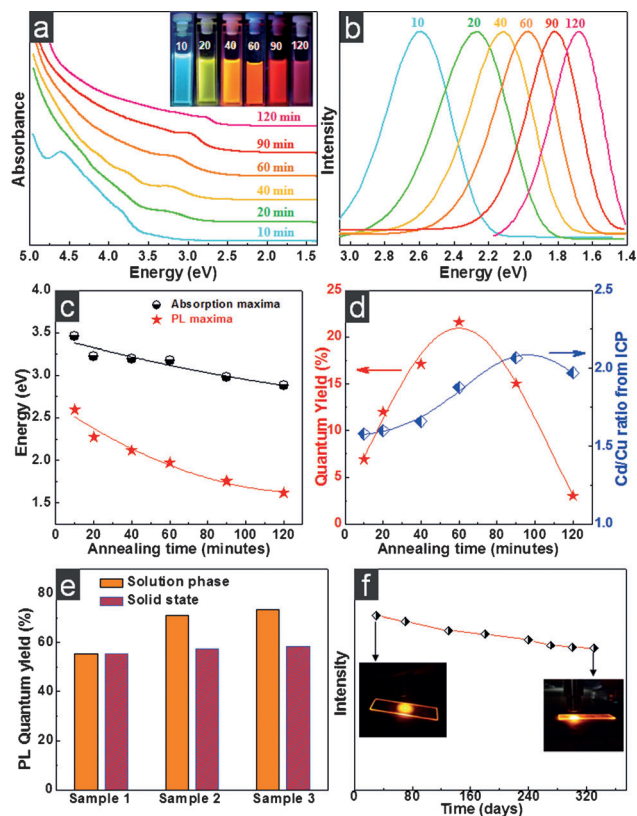 a
10 20 40 60 90 120
120 min
90 min
60 min
40 min
20 min
10 min
Absorbance
5.0 4.5 4.0 3.5 3.0 2.5 2.0 1.5
Energy (eV)
b
10 20 40 60 90 120
Intensity
3.0 2.8 2.6 2.4 2.2 2.0 1.8 1.6 1.4
Energy (eV)
c
Absorption maxima
PL maxima
Energy (eV)
4.0
3.5
3.0
2.5
2.0
1.5
0 20 40 60 80 100 120
Annealing time (minutes)
d
Quantum Yield (%)
25
20
15
10
5
0
Cd/Cu ratio from ICP
2.5
2.2
1.9
1.6
1.3
1.0
0 20 40 60 80 100 120
Annealing time (minutes)
e
Solution phase
Solid state
PL Quantum yield (%)
80
60
40
20
0
Sample 1 Sample 2 Sample 3
f
Intensity
0 80 160 240 320
Time (days)